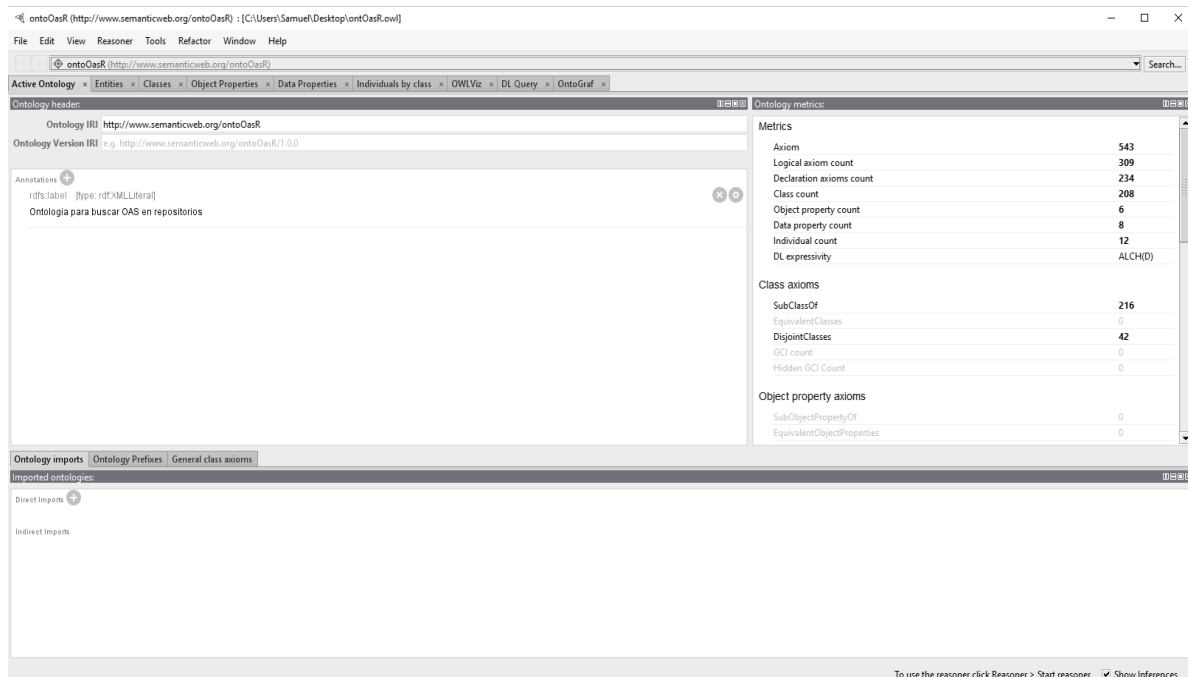 ontoOasR (http://www.semanticweb.org/ontoOasR) : [C:\Users\Samuel\Desktop\ontOasR.owl]
File Edit View Reasoner Tools Refactor Window Help
ontoOasR (http://www.semanticweb.org/ontoOasR) Search...
Active Ontology × Entities × Classes × Object Properties × Data Properties × Individuals by class × OWLViz × DL Query × OntoGraf ×
Ontology header:
Ontology IRI http://www.semanticweb.org/ontoOasR
Ontology Version IRI e.g. http://www.semanticweb.org/ontoOasR/1.0.0
Annotations
rdfs:label [type: rdf:XMLLiteral]
Ontologia para buscar OAS en repositorios
Ontology metrics:
Metrics
Axiom 543
Logical axiom count 309
Declaration axioms count 234
Class count 208
Object property count 6
Data property count 8
Individual count 12
DL expressivity ALCH(D)
Class axioms
SubClassOf 216
EquivalentClasses 0
DisjointClasses 42
GCI count 0
Hidden GCI Count 0
Object property axioms
SubObjectPropertyOf 0
EquivalentObjectProperties 0
Ontology imports Ontology Prefixes General class axioms
Imported ontologies:
Direct Imports
Indirect Imports
To use the reasoner click Reasoner > Start reasoner Show Inferences